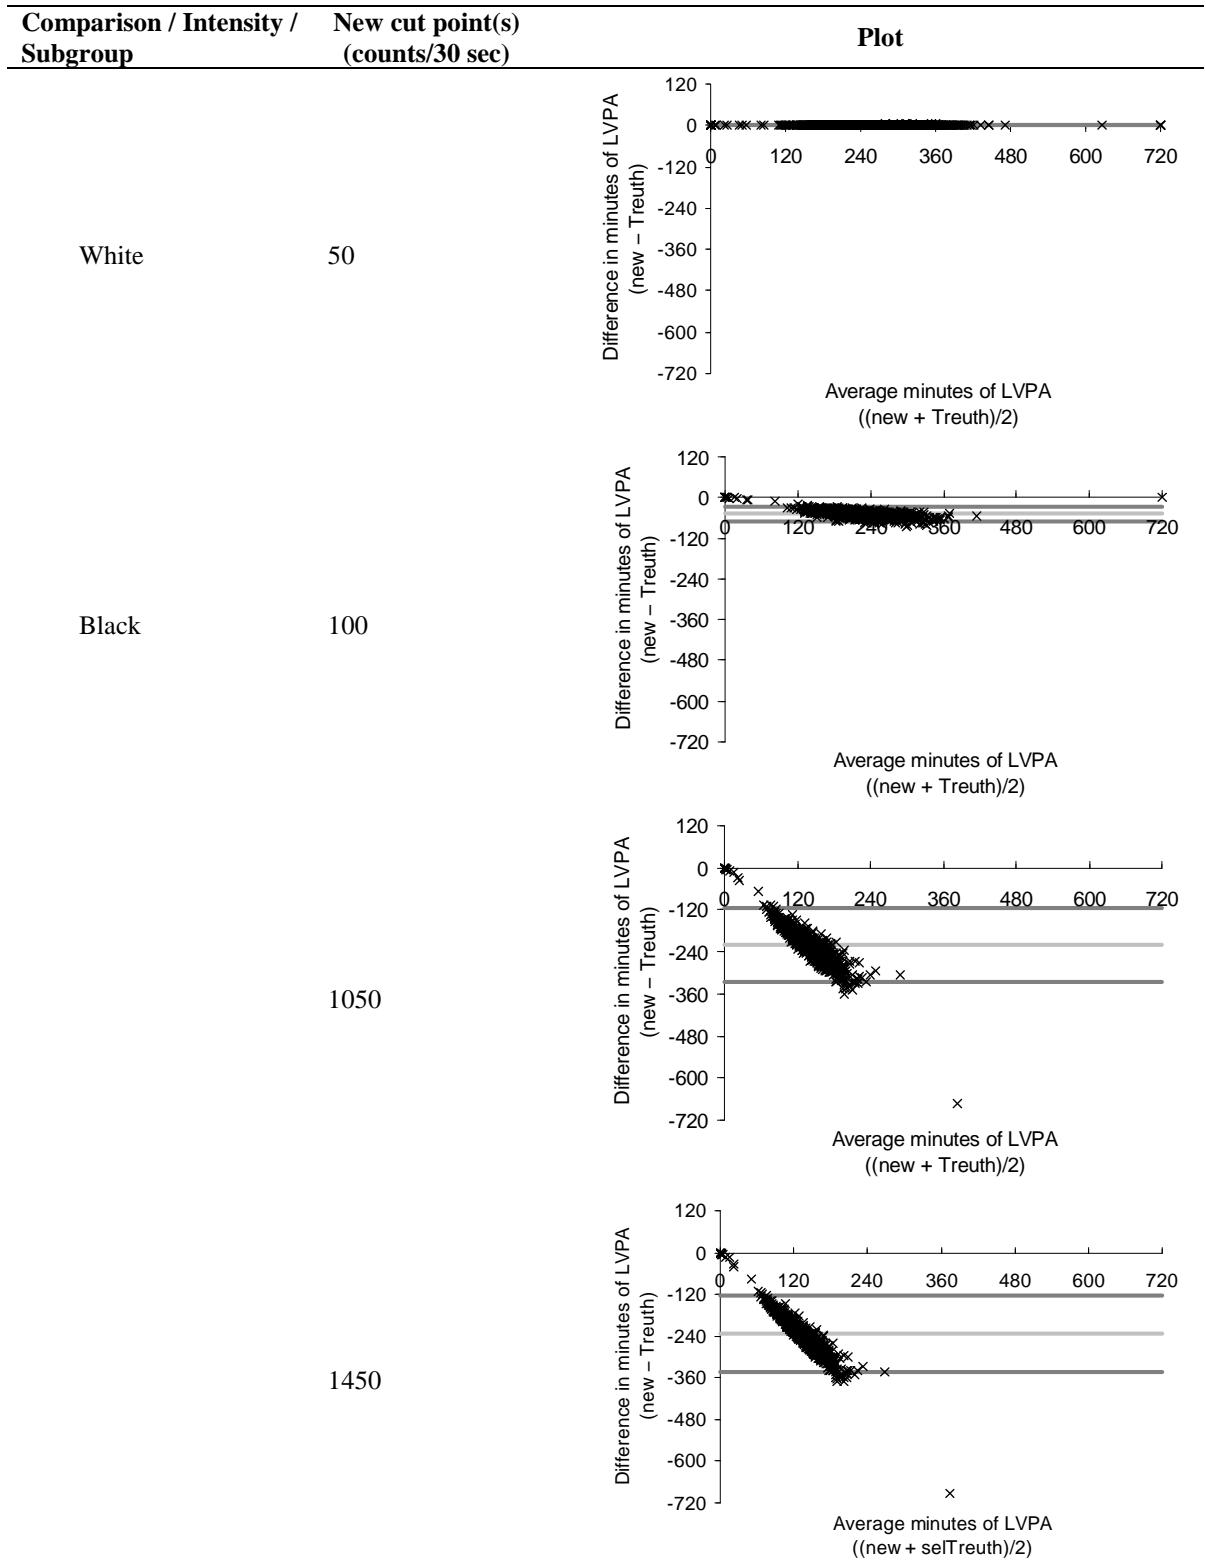 Comparison / Intensity / Subgroup
New cut point(s) (counts/30 sec)
Plot
White
50
Difference in minutes of LVPA
(new – Treuth)
120
0
-120
-240
-360
-480
-600
-720
0 120 240 360 480 600 720
Average minutes of LVPA
((new + Treuth)/2)
Black
100
Difference in minutes of LVPA
(new – Treuth)
120
0
-120
-240
-360
-480
-600
-720
0 120 240 360 480 600 720
Average minutes of LVPA
((new + Treuth)/2)
1050
Difference in minutes of LVPA
(new – Treuth)
120
0
-120
-240
-360
-480
-600
-720
0 120 240 360 480 600 720
Average minutes of LVPA
((new + Treuth)/2)
1450
Difference in minutes of LVPA
(new – Treuth)
120
0
-120
-240
-360
-480
-600
-720
0 120 240 360 480 600 720
Average minutes of LVPA
((new + selTreuth)/2)